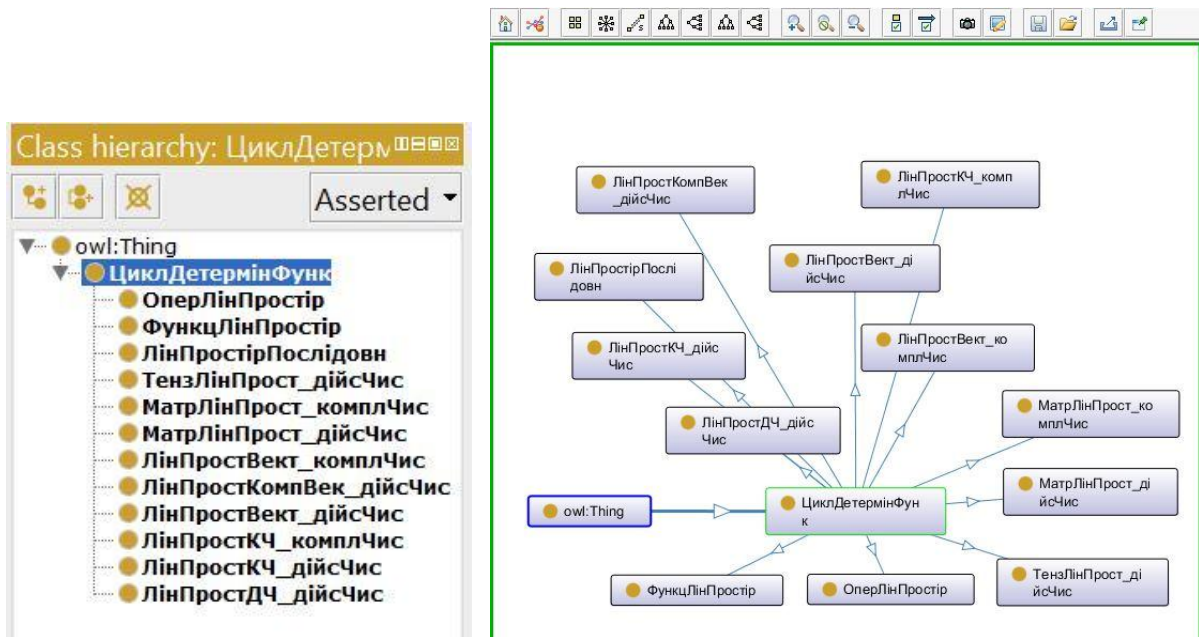 Class hierarchy: ЦиклДетерм
Asserted
owl:Thing
ЦиклДетермінФунк
ОперЛінПростір
ФункцЛінПростір
ЛінПростірПослідовн
ТензЛінПрост_дійсЧис
МатрЛінПрост_комплЧис
МатрЛінПрост_дійсЧис
ЛінПростВект_комплЧис
ЛінПростКомпВек_дійсЧис
ЛінПростВект_дійсЧис
ЛінПростКЧ_комплЧис
ЛінПростКЧ_дійсЧис
ЛінПростДЧ_дійсЧис
ЛінПростКомпВек
_дійсЧис
ЛінПростКЧ_комп
лЧис
ЛінПростірПослі
довн
ЛінПростВект_ді
йсЧис
ЛінПростКЧ_дійс
Чис
ЛінПростВект_ко
мплЧис
ЛінПростДЧ_дійс
Чис
МатрЛінПрост_ко
мплЧис
МатрЛінПрост_ді
йсЧис
owl:Thing
ЦиклДетермінФун
к
ФункцЛінПростір
ОперЛінПростір
ТензЛінПрост_ді
йсЧис